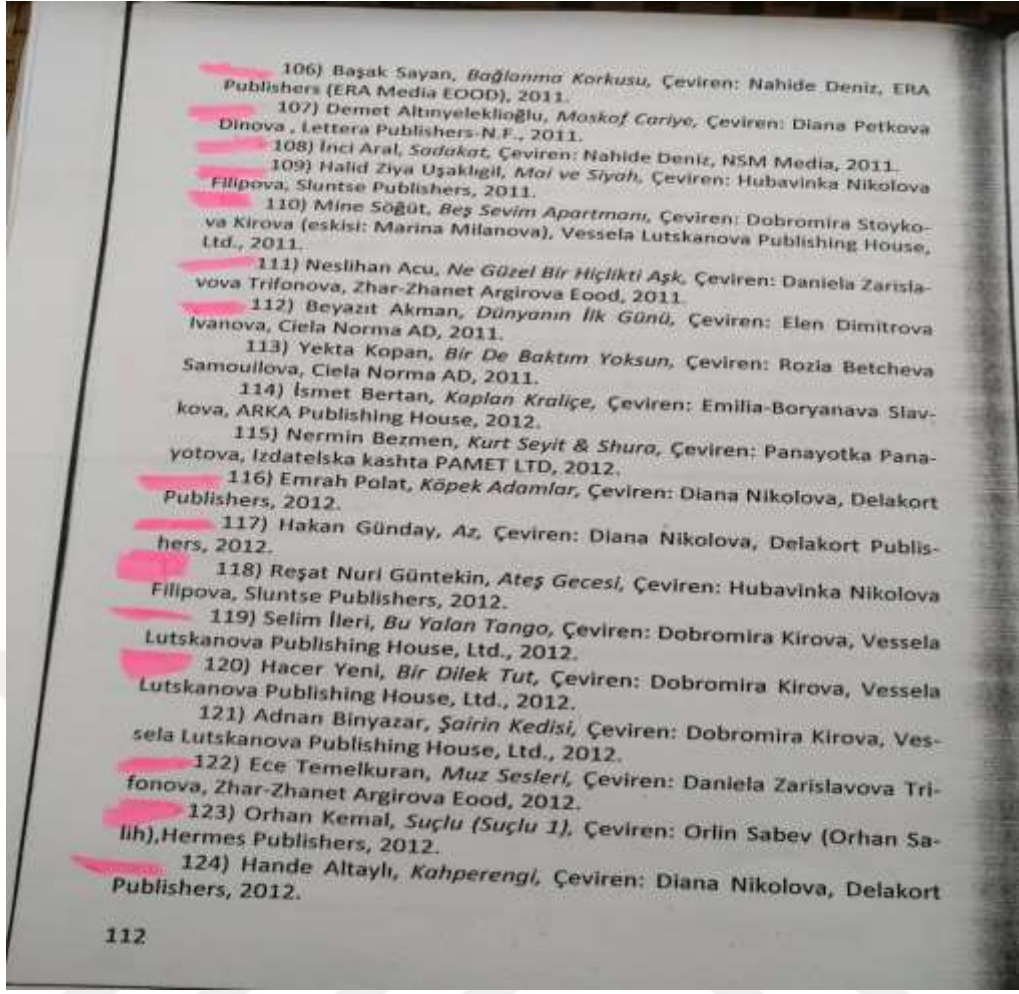 106) Başak Sayan, Bağlanma Korkusu, Çeviren: Nahide Deniz, ERA
Publishers (ERA Media EOOD), 2011.
107) Demet Altınyeleklioğlu, Moskof Cariye, Çeviren: Diana Petkova
Dinova , Lettera Publishers-N.F., 2011.
108) İnci Aral, Sadakat, Çeviren: Nahide Deniz, NSM Media, 2011.
109) Halid Ziya Uşaklıgil, Mai ve Siyah, Çeviren: Hubavinka Nikolova
Filipova, Sluntse Publishers, 2011.
110) Mine Söğüt, Beş Sevim Apartmanı, Çeviren: Dobromira Stoyko-
va Kirova (eskisi: Marina Milanova), Vessela Lutskanova Publishing House,
Ltd., 2011.
111) Neslihan Acu, Ne Güzel Bir Hiçlikti Aşk, Çeviren: Daniela Zarisla-
vova Trifonova, Zhar-Zhanet Argirova Eood, 2011.
112) Beyazıt Akman, Dünyanın İlk Günü, Çeviren: Elen Dimitrova
Ivanova, Ciela Norma AD, 2011.
113) Yekta Kopan, Bir De Baktım Yoksun, Çeviren: Rozia Betcheva
Samouilova, Ciela Norma AD, 2011.
114) İsmet Bertan, Kaplan Kraliçe, Çeviren: Emilia-Boryanava Slav-
kova, ARKA Publishing House, 2012.
115) Nermin Bezmen, Kurt Seyit & Shura, Çeviren: Panayotka Pana-
yotova, Izdatelska kashta PAMET LTD, 2012.
116) Emrah Polat, Köpek Adamlar, Çeviren: Diana Nikolova, Delakort
Publishers, 2012.
117) Hakan Günday, Az, Çeviren: Diana Nikolova, Delakort Publis-
hers, 2012.
118) Reşat Nuri Güntekin, Ateş Gecesi, Çeviren: Hubavinka Nikolova
Filipova, Sluntse Publishers, 2012.
119) Selim İleri, Bu Yalan Tango, Çeviren: Dobromira Kirova, Vessela
Lutskanova Publishing House, Ltd., 2012.
120) Hacer Yeni, Bir Dilek Tut, Çeviren: Dobromira Kirova, Vessela
Lutskanova Publishing House, Ltd., 2012.
121) Adnan Binyazar, Şairin Kedisi, Çeviren: Dobromira Kirova, Ves-
sela Lutskanova Publishing House, Ltd., 2012.
122) Ece Temelkuran, Muz Sesleri, Çeviren: Daniela Zarislavova Tri-
fonova, Zhar-Zhanet Argirova Eood, 2012.
123) Orhan Kemal, Suçlu (Suçlu 1), Çeviren: Orlin Sabev (Orhan Sa-
lih),Hermes Publishers, 2012.
124) Hande Altaylı, Kahperengi, Çeviren: Diana Nikolova, Delakort
Publishers, 2012.
112